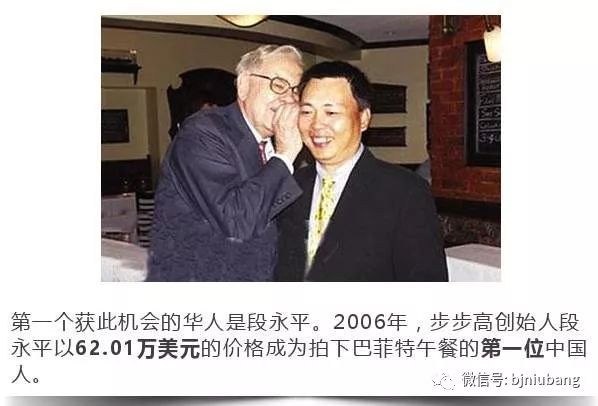 第一个获此机会的华人是段永平。2006年，步步高创始人段
永平以62.01万美元的价格成为拍下巴菲特午餐的第一位中国
人。
微信号: bjniubang